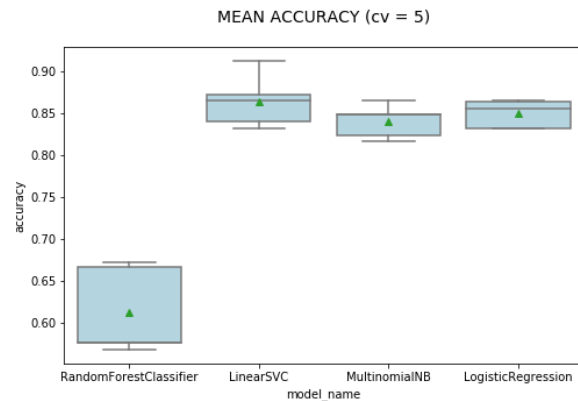 MEAN ACCURACY (cv = 5)
0.90
0.85
0.80
0.75
0.70
0.65
0.60
accuracy
RandomForestClassifier LinearSVC MultinomialNB LogisticRegression
model_name